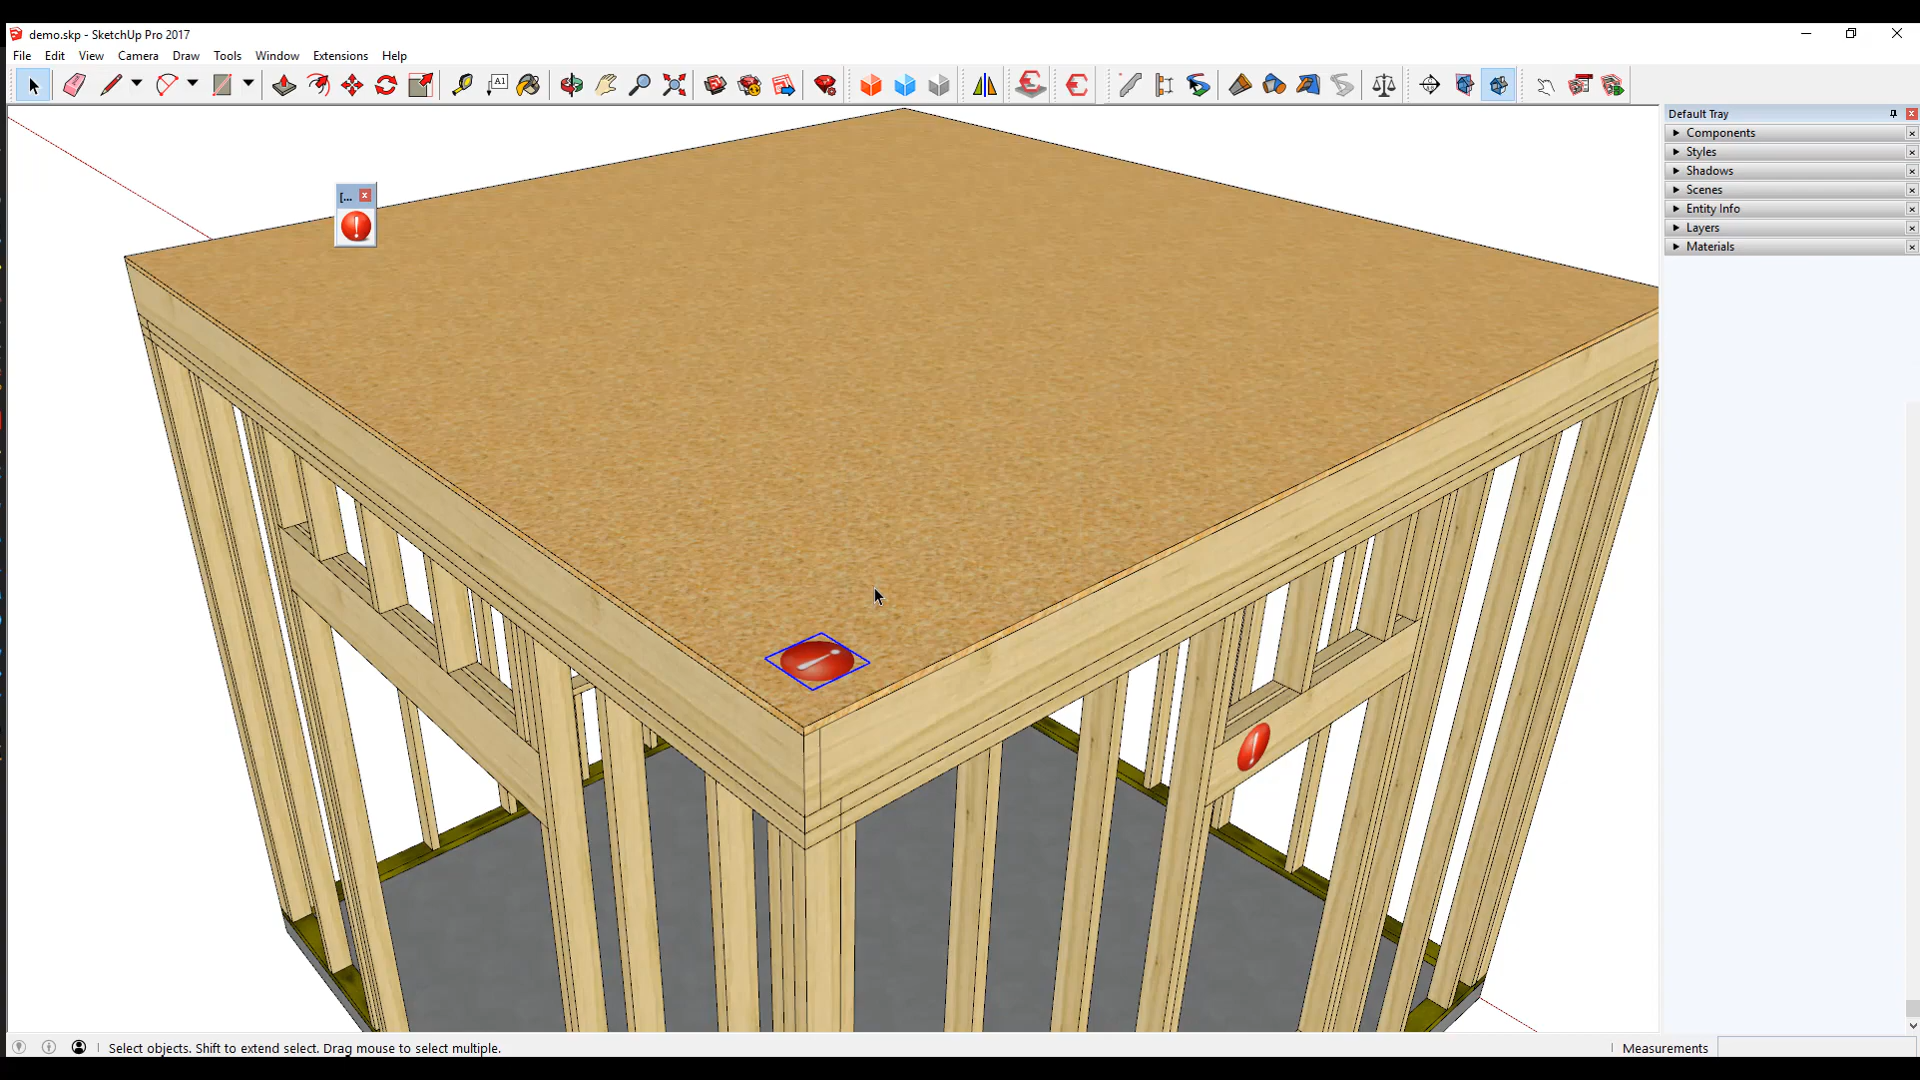 demo.skp - SketchUp Pro 2017
File Edit View Camera Draw Tools Window Extensions Help
A1
Default Tray
Components
Styles
Shadows
Scenes
Entity Info
Layers
Materials
[...
Select objects. Shift to extend select. Drag mouse to select multiple.
Measurements